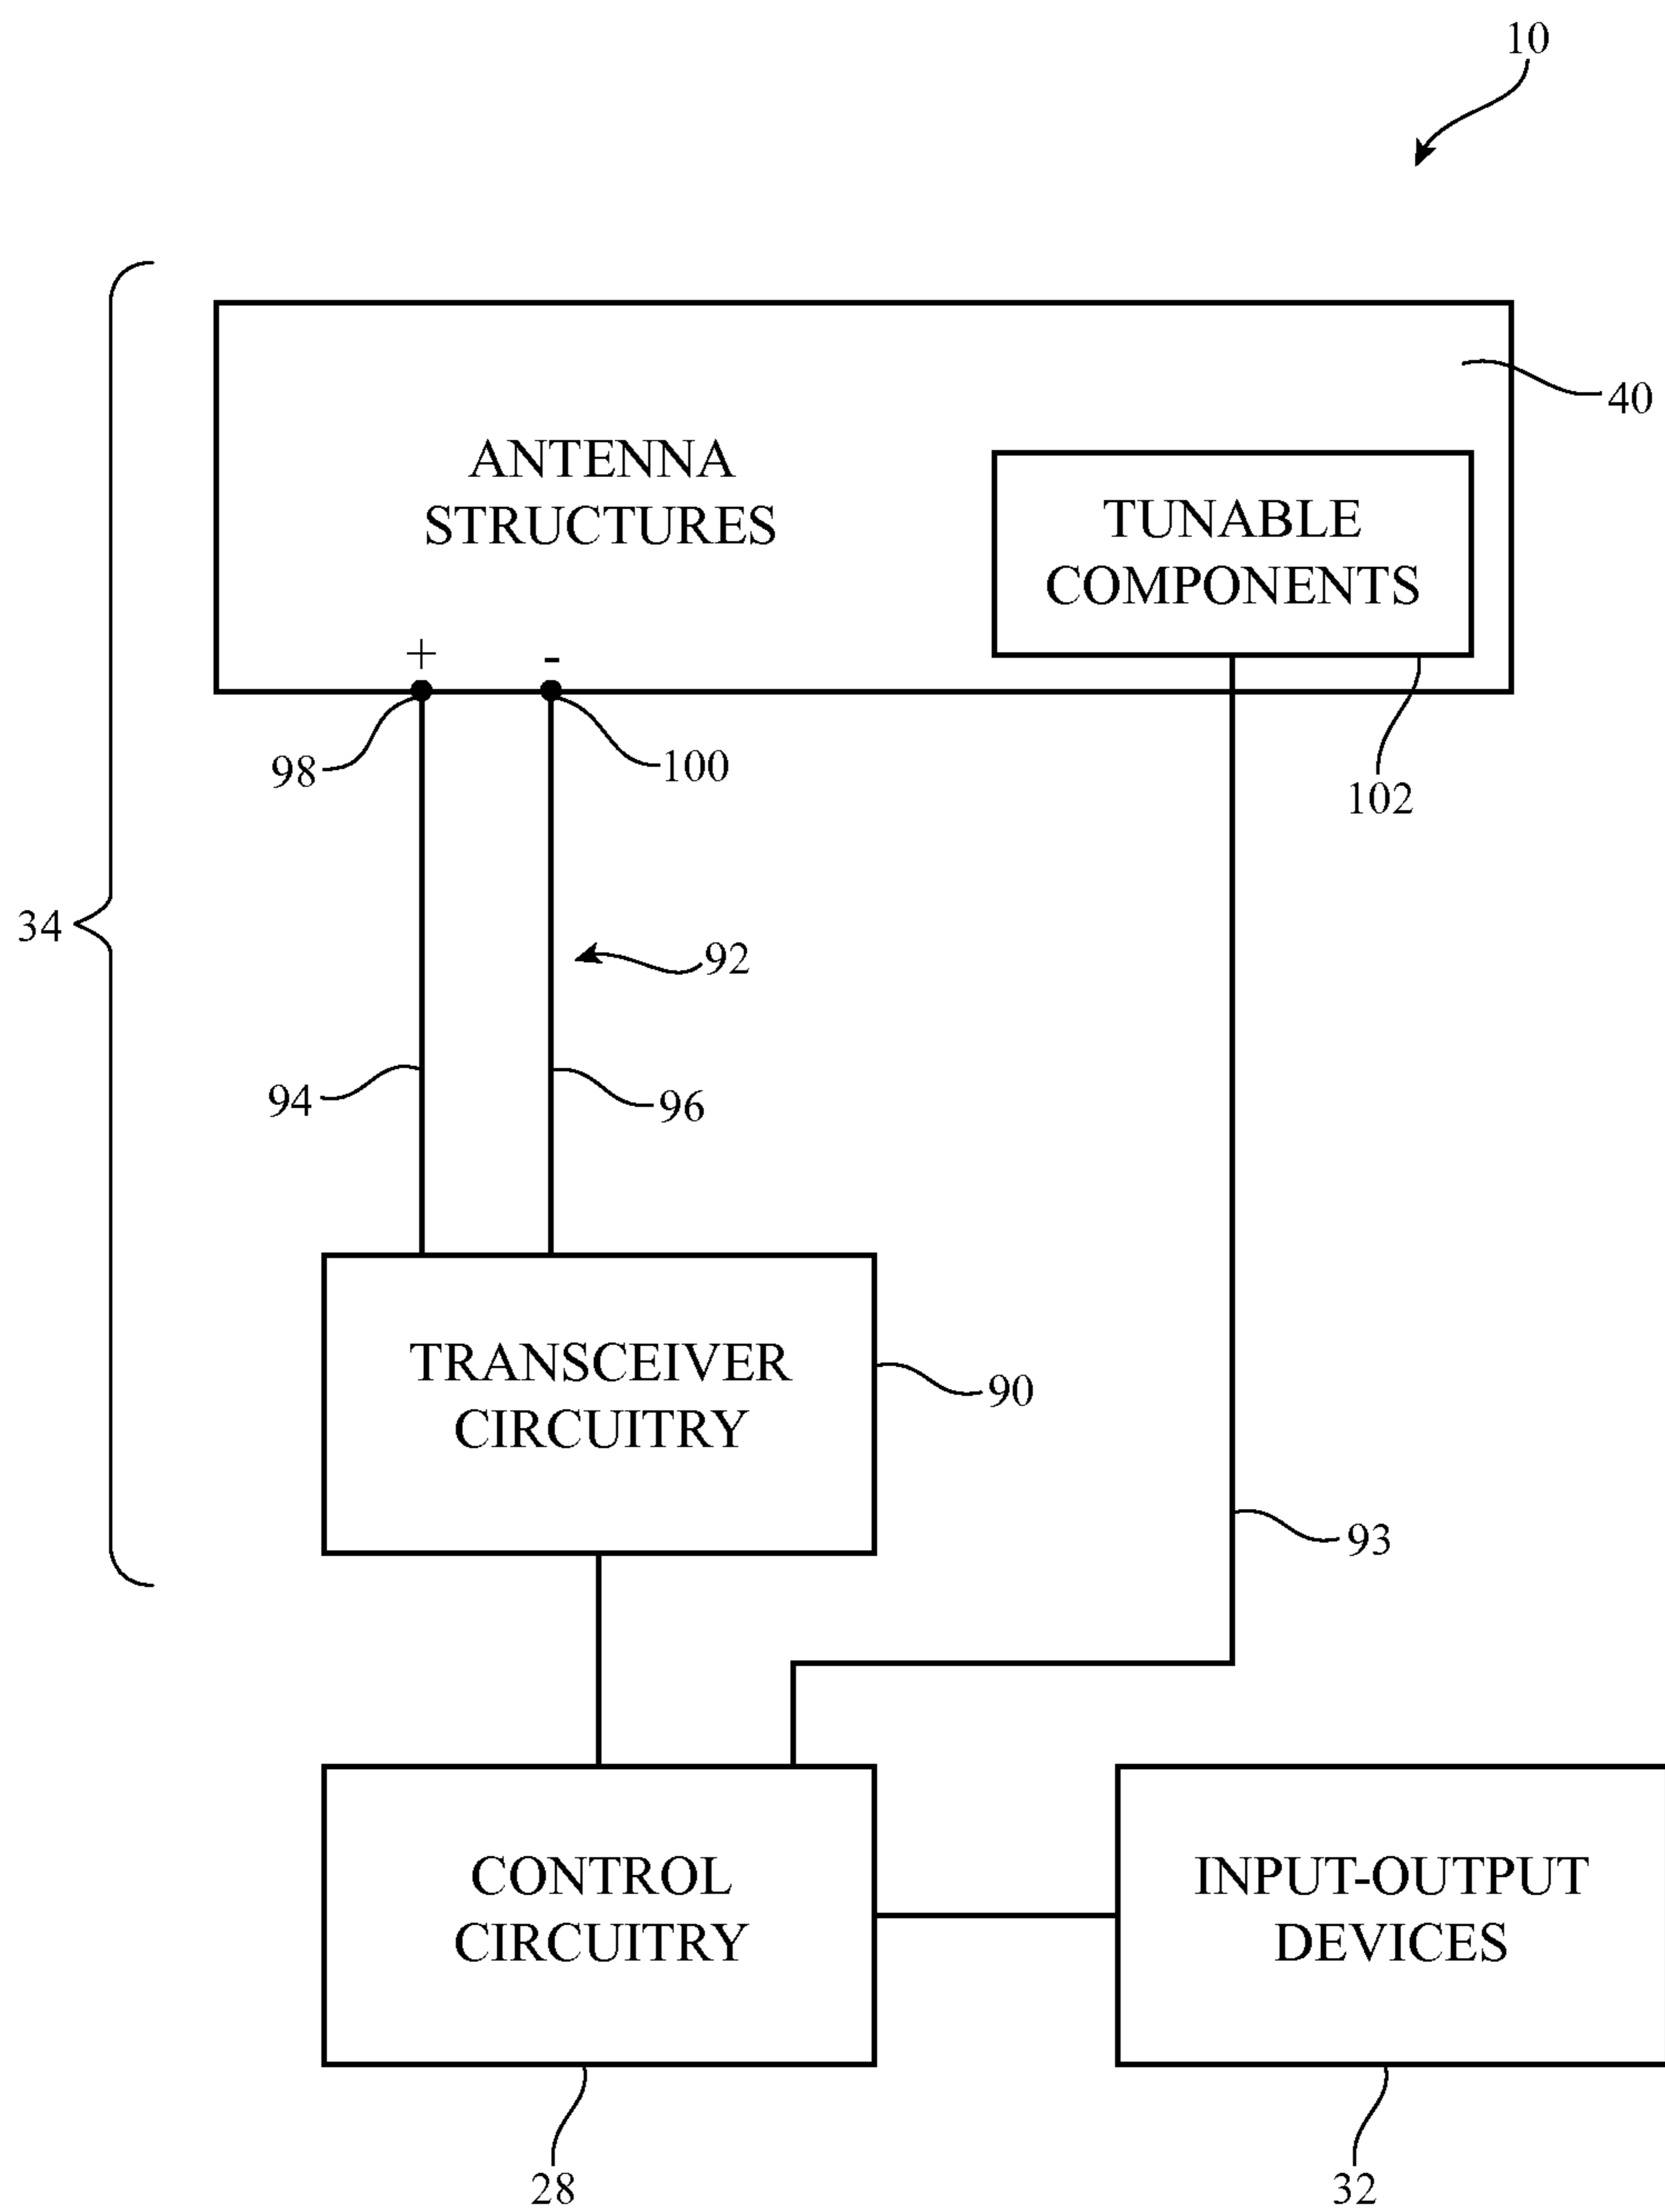 10
40
ANTENNA
STRUCTURES
TUNABLE
COMPONENTS
+
-
98
100
102
34
92
94
96
TRANSCEIVER
CIRCUITRY
90
93
CONTROL
CIRCUITRY
INPUT-OUTPUT
DEVICES
28
32